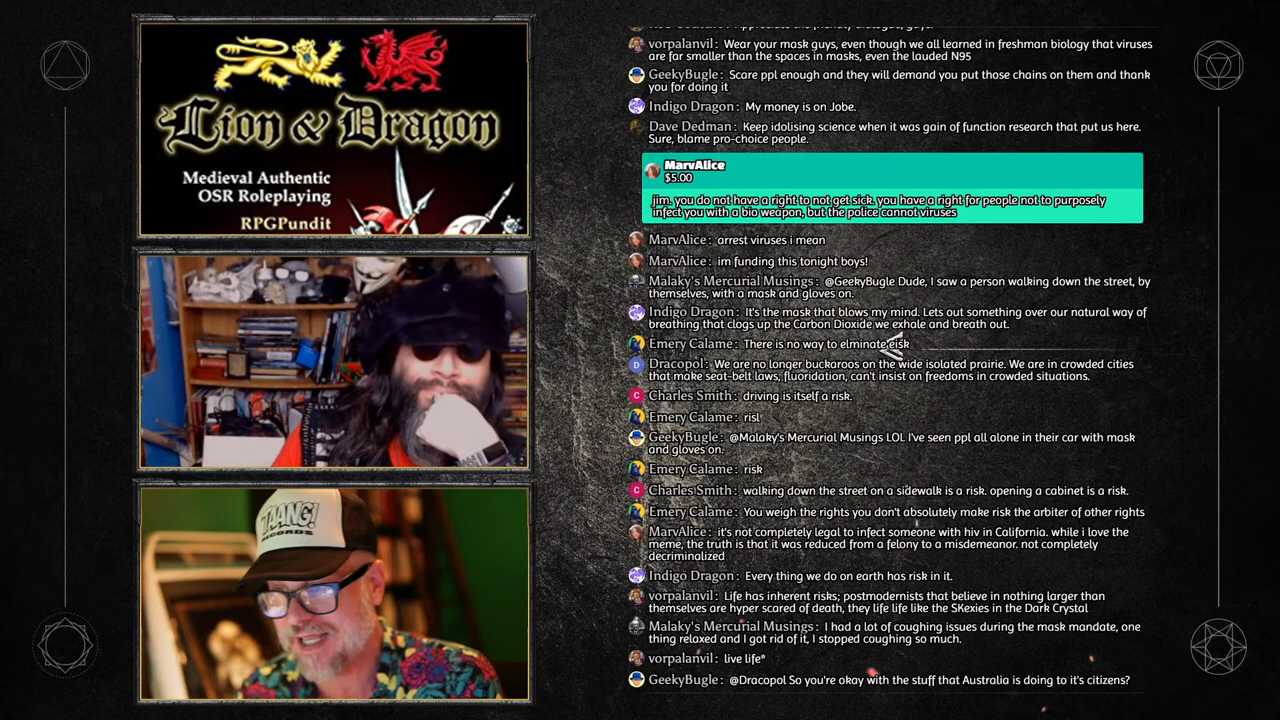 Lion & Dragon
Medieval Authentic
OSR Roleplaying
RPGPundit
TAANG!
RECORDS
vorpalanvil : Wear your mask guys, even though we all learned in freshman biology that viruses
are far smaller than the spaces in masks, even the lauded N95
GeekyBugle : Scare ppl enough and they will demand you put those chains on them and thank
you for doing it
Indigo Dragon : My money is on Jobe.
Dave Dedman : Keep idolising science when it was gain of function research that put us here.
Sure, blame pro-choice people.
MarvAlice
$5.00
jim. you do not have a right to not get sick. you have a right for people not to purposely
infect you with a bio weapon, but the police cannot viruses
MarvAlice : arrest viruses i mean
MarvAlice : im funding this tonight boys!
Malaky's Mercurial Musings : @GeekyBugle Dude, I saw a person walking down the street, by
themselves, with a mask and gloves on.
Indigo Dragon : It's the mask that blows my mind. Lets out something over our natural way of
breathing that clogs up the Carbon Dioxide we exhale and breath out.
Emery Calame : There is no way to elminate eisk
D Dracopol : We are no longer buckaroos on the wide isolated prairie. We are in crowded cities
that make seat-belt laws, fluoridation, can't insist on freedoms in crowded situations.
C Charles Smith : driving is itself a risk.
Emery Calame : risl
GeekyBugle : @Malaky's Mercurial Musings LOL I've seen ppl all alone in their car with mask
and gloves on.
Emery Calame : risk
C Charles Smith : walking down the street on a sidewalk is a risk. opening a cabinet is a risk.
Emery Calame : You weigh the rights you don't absolutely make risk the arbiter of other rights
MarvAlice : it's not completely legal to infect someone with hiv in California. while i love the
meme, the truth is that it was reduced from a felony to a misdemeanor. not completely
decriminalized
Indigo Dragon : Every thing we do on earth has risk in it.
vorpalanvil : Life has inherent risks; postmodernists that believe in nothing larger than
themselves are hyper scared of death, they life life like the SKexies in the Dark Crystal
Malaky's Mercurial Musings : I had a lot of coughing issues during the mask mandate, one
thing relaxed and I got rid of it, I stopped coughing so much.
vorpalanvil : live life*
GeekyBugle : @Dracopol So you're okay with the stuff that Australia is doing to it's citizens?